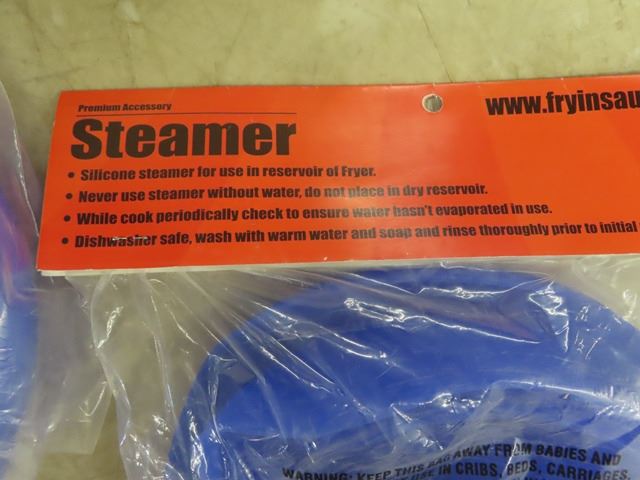 Premium Accessory
Steamer
www.fryinsau
• Silicone steamer for use in reservoir of Fryer.
• Never use steamer without water, do not place in dry reservoir.
• While cook periodically check to ensure water hasn't evaporated in use.
• Dishwasher safe, wash with warm water and soap and rinse thoroughly prior to initial
WARNING: KEEP THIS BAG AWAY FROM BABIES AND
USE IN CRIBS, BEDS, CARRIAGES,